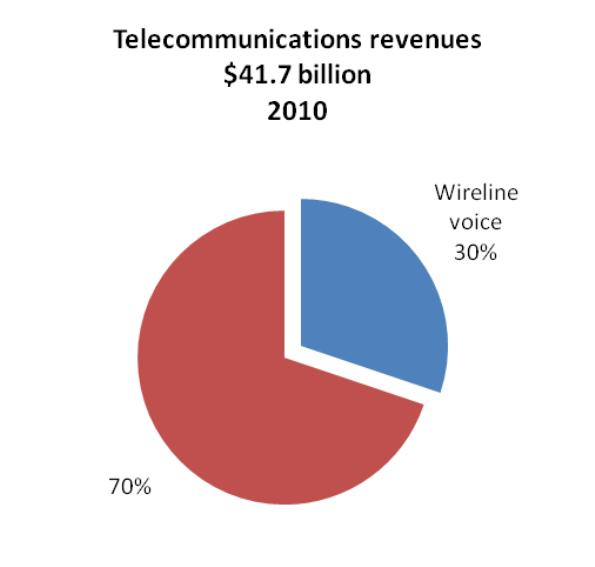 Telecommunications revenues
$41.7 billion
2010
Wireline
voice
30%
70%